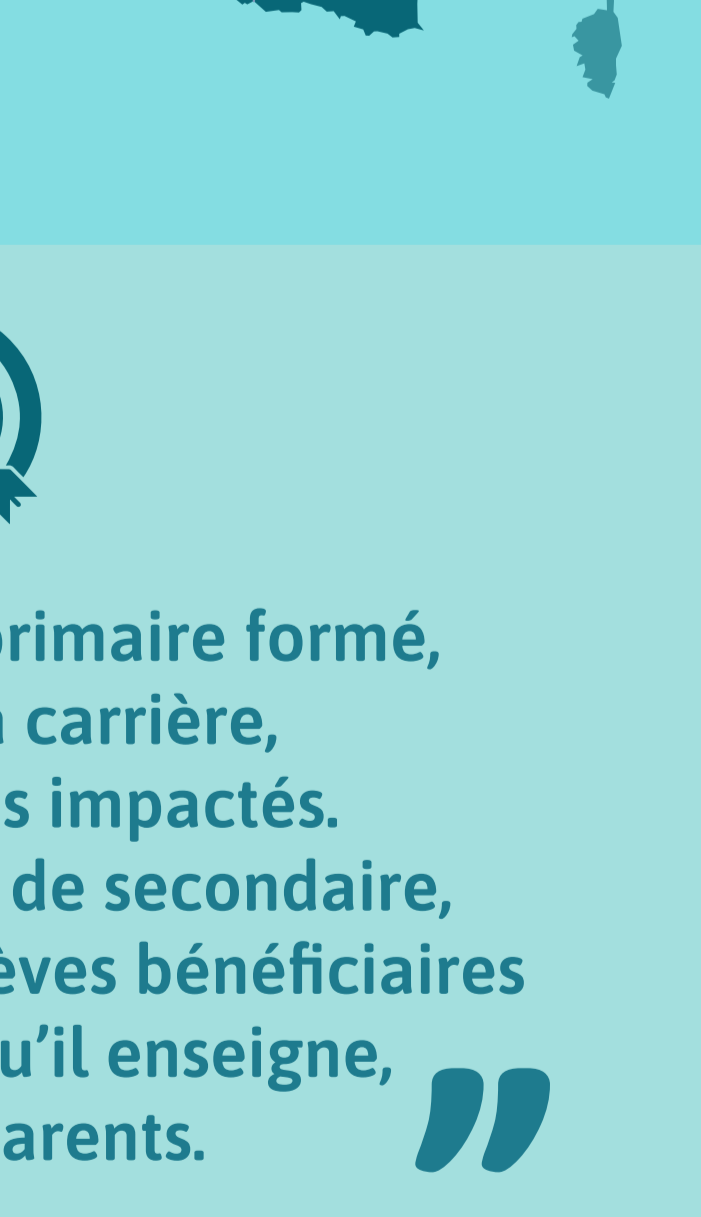 primaire formé,
carrière,
s impactés.
de secondaire,
èves bénéficiaires
u’il enseigne,
arents.
”